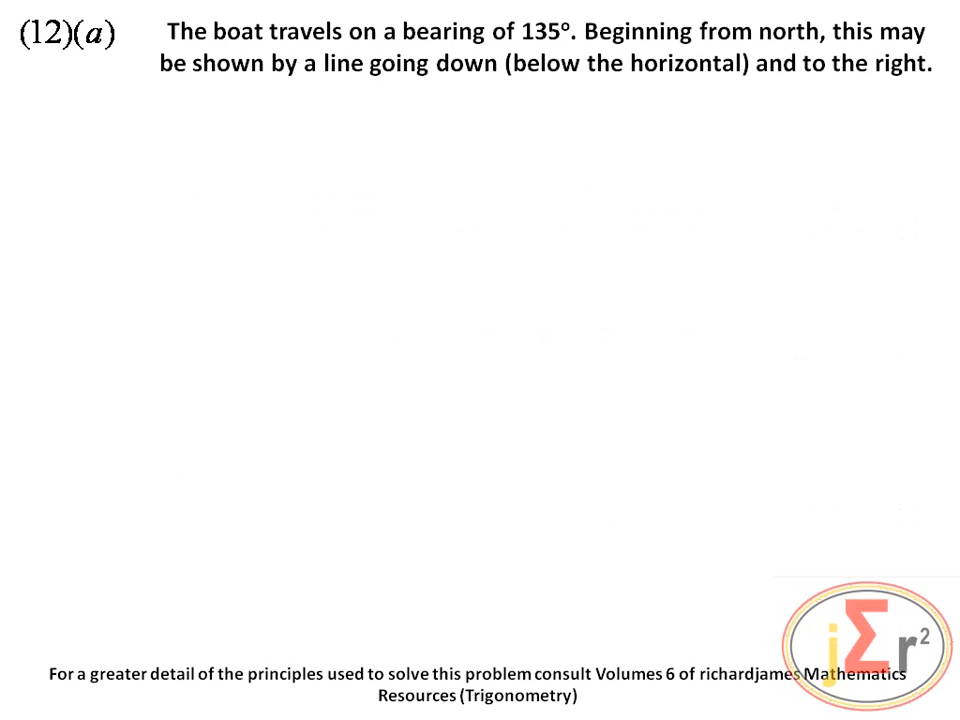 (12)(a)
The boat travels on a bearing of 135º. Beginning from north, this may
be shown by a line going down (below the horizontal) and to the right.
For a greater detail of the principles used to solve this problem consult Volumes 6 of richardjames Mathematics
Resources (Trigonometry)
jΣr²